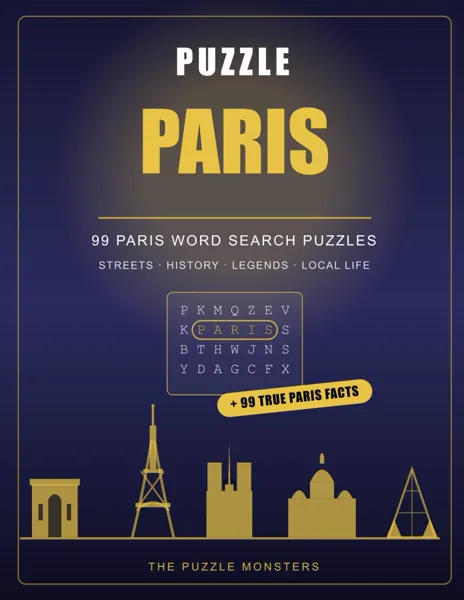 PUZZLE
PARIS
99 PARIS WORD SEARCH PUZZLES
STREETS · HISTORY · LEGENDS · LOCAL LIFE
P K M Q Z E V
K P A R I S S
B T H W J N S
Y D A G C F X
+ 99 TRUE PARIS FACTS
THE PUZZLE MONSTERS